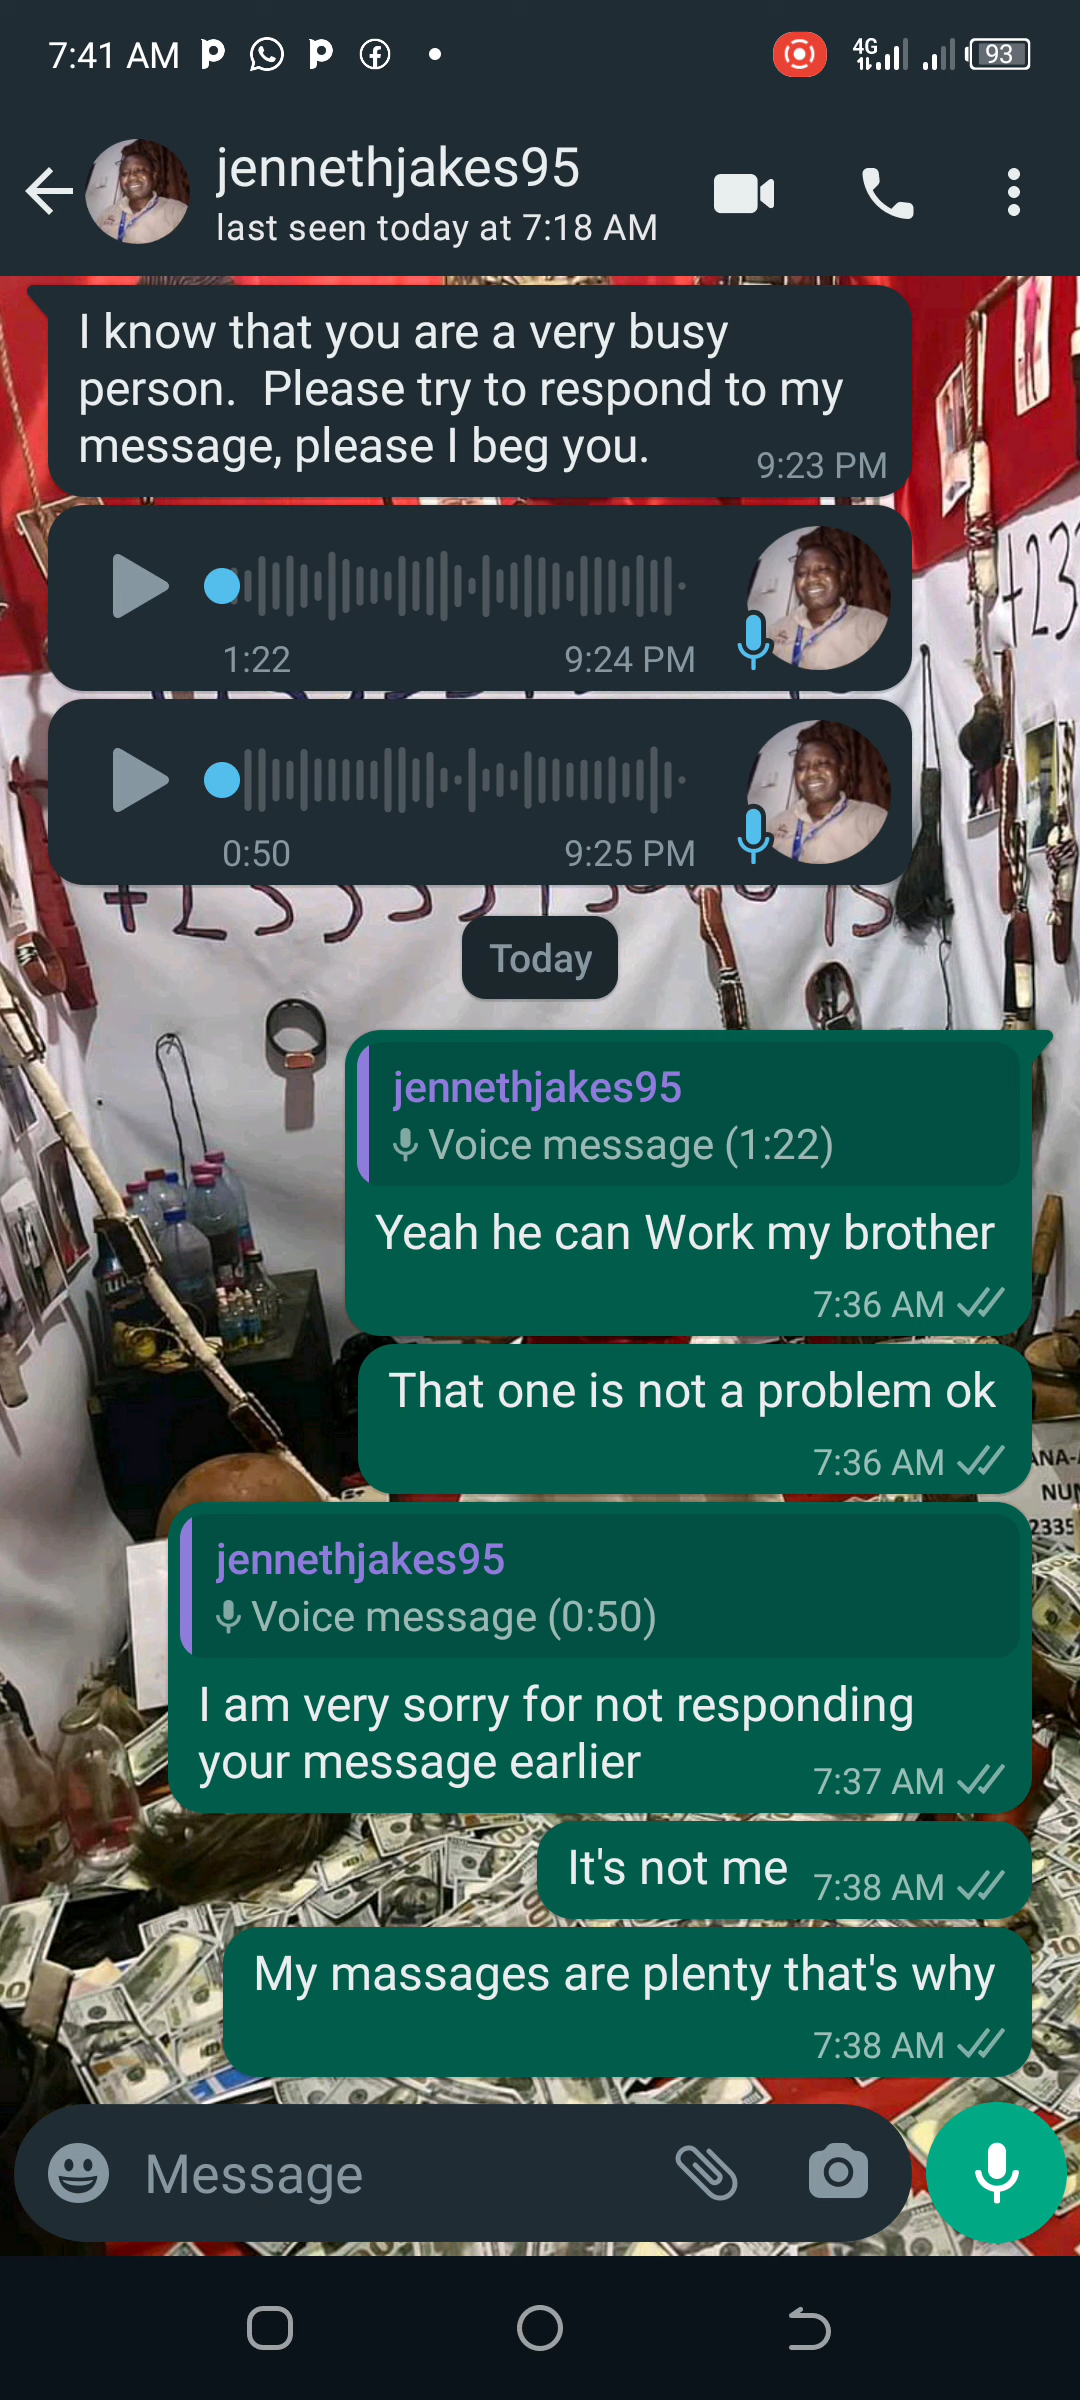 7:41 AM
4G
93
jennethjakes95
last seen today at 7:18 AM
I know that you are a very busy
person. Please try to respond to my
message, please I beg you.
9:23 PM
+23
1:22
9:24 PM
0:50
9:25 PM
Today
jennethjakes95
Voice message (1:22)
Yeah he can Work my brother
7:36 AM
That one is not a problem ok
7:36 AM
ANA-
NUM
2335
jennethjakes95
Voice message (0:50)
I am very sorry for not responding
your message earlier
7:37 AM
It's not me
7:38 AM
My massages are plenty that's why
7:38 AM
Message